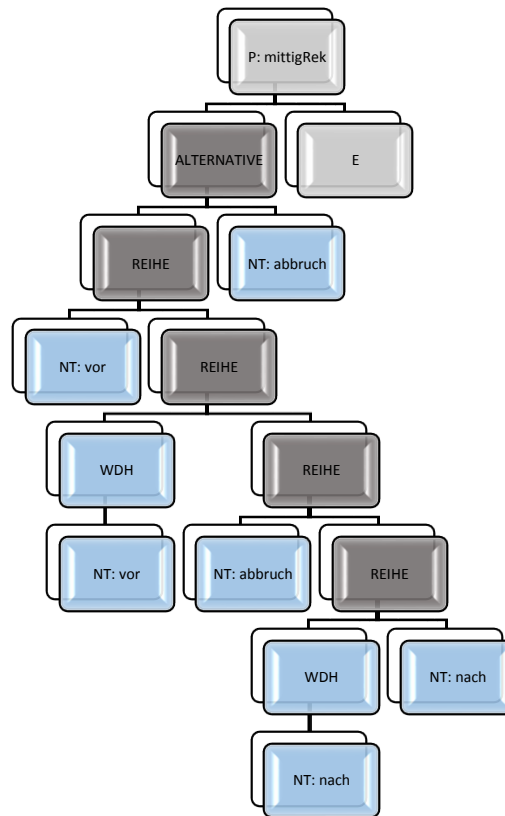 P: mittigRek
ALTERNATIVE
E
REIHE
NT: abbruch
NT: vor
REIHE
WDH
REIHE
NT: vor
NT: abbruch
REIHE
WDH
NT: nach
NT: nach